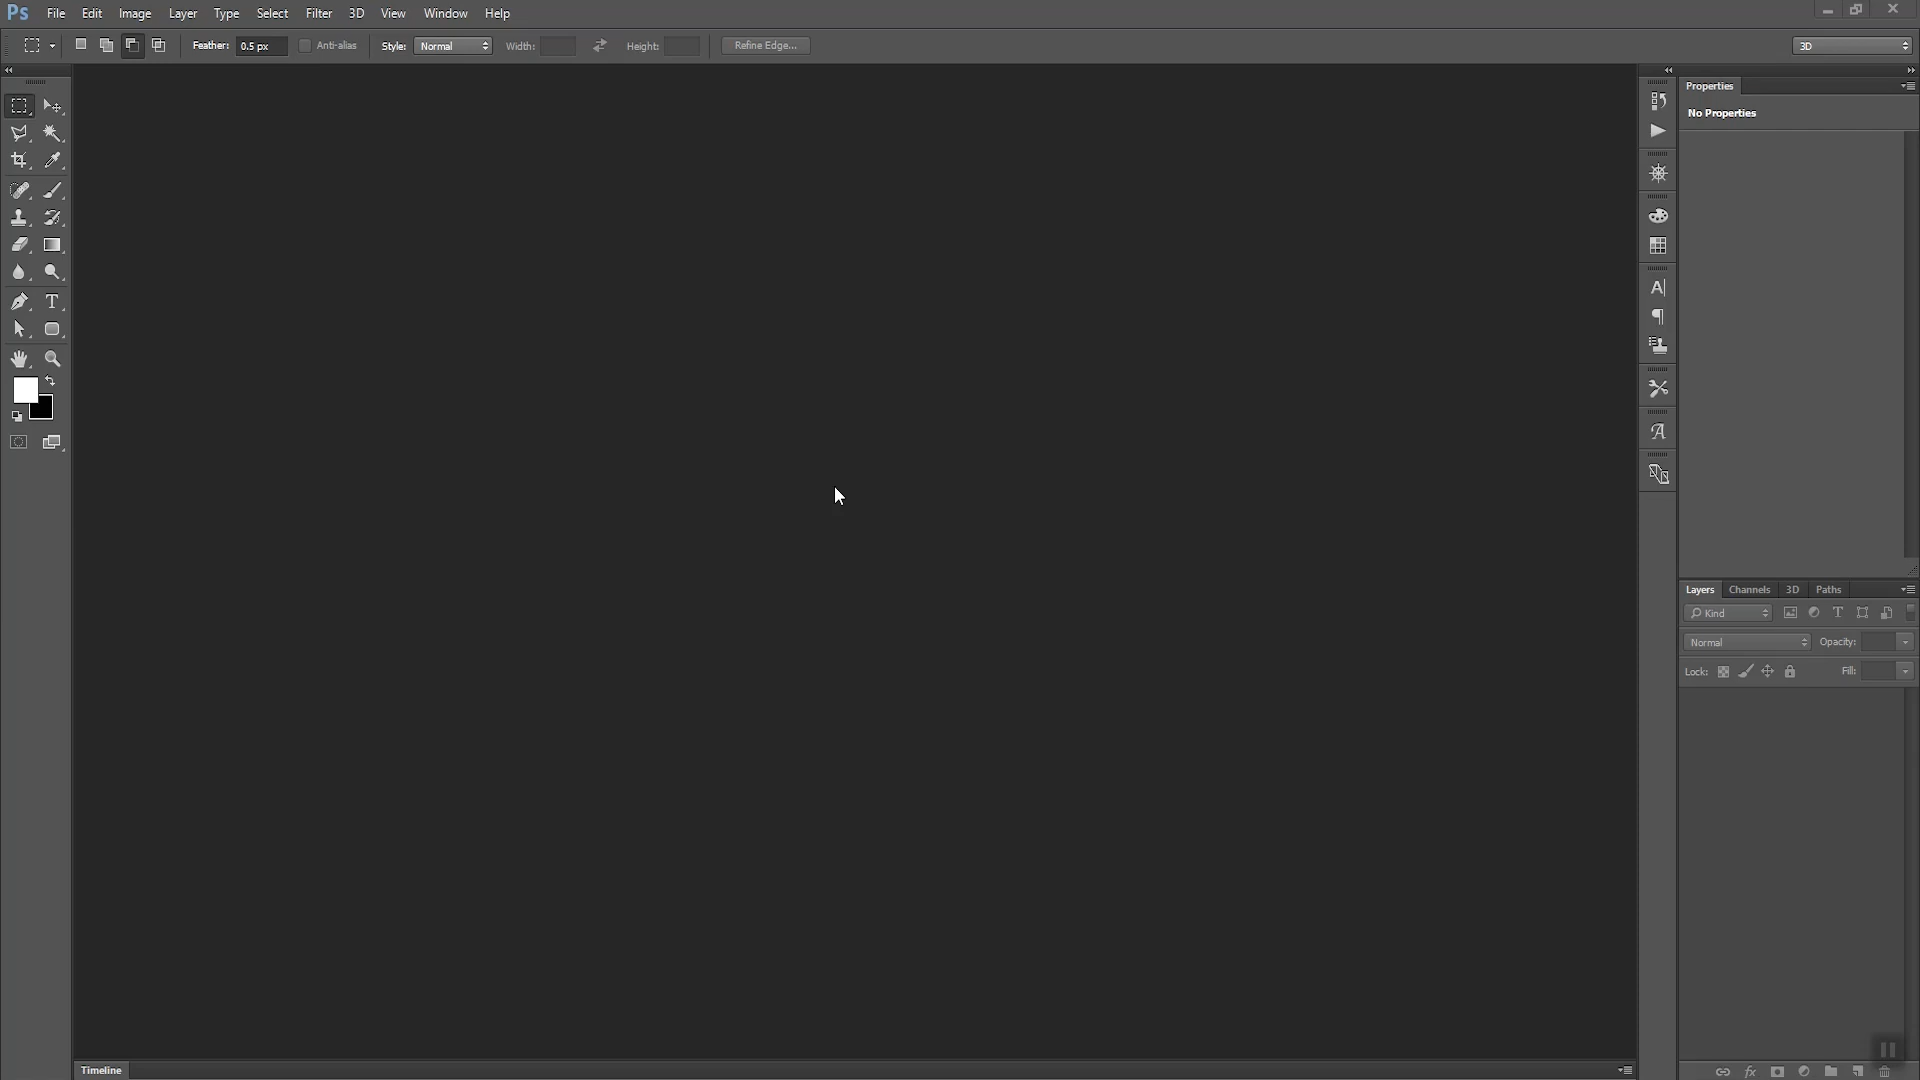 Ps File Edit Image Layer Type Select Filter 3D View Window Help
Feather: 0.5 px Anti-alias Style: Normal Width: Height: Refine Edge... 3D
Properties
No Properties
Layers Channels 3D Paths
Kind
Normal Opacity:
Lock: Fill:
Timeline